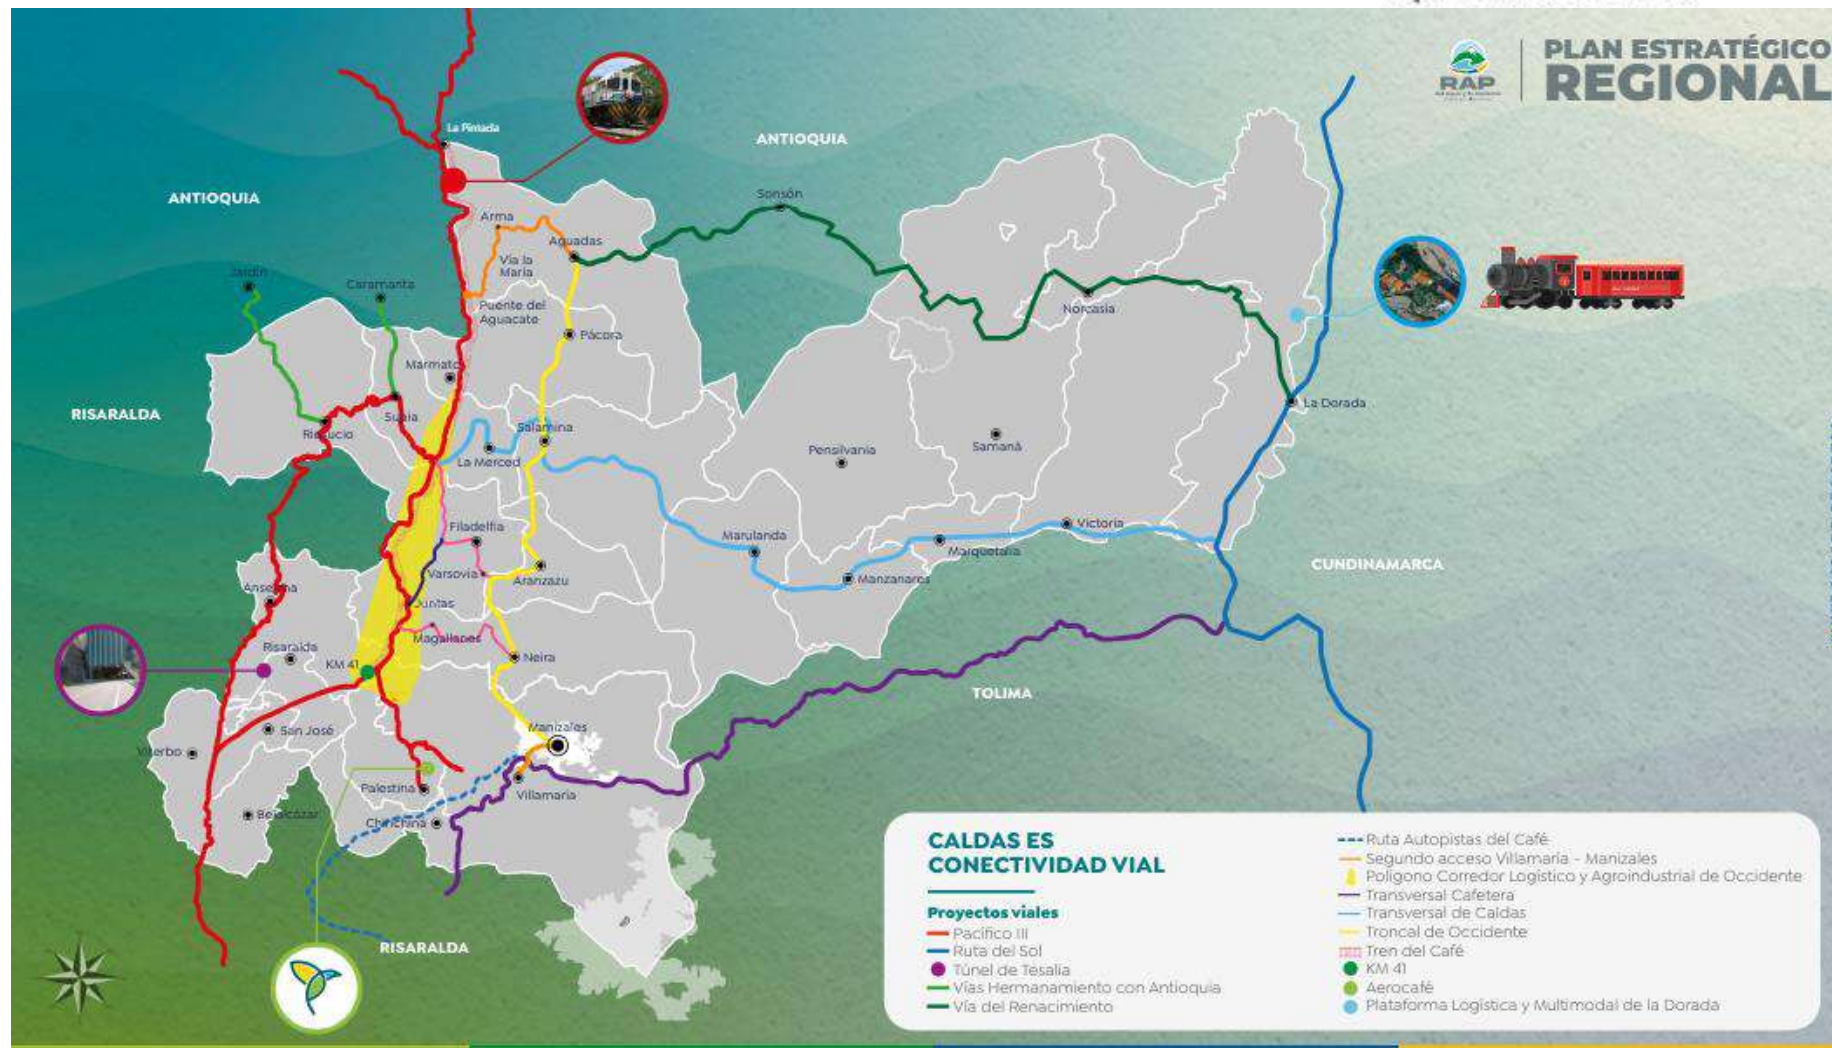 RAP
PLAN ESTRATÉGICO
REGIONAL
La Pintada
ANTIOQUIA
ANTIOQUIA
Sonsón
Arma
Aguadas
Vía la
María
Jardín
Caramanta
Puente del
Aguacate
Norcasia
Pácora
Marmato
RISARALDA
Supía
Riosucio
La Dorada
Salamina
La Merced
Pensilvania
Samaná
Filadelfia
Marulanda
Victoria
Marquetalia
Varsovia
Aranzazu
Manzanares
CUNDINAMARCA
Anserma
Juntas
Magallanes
Risaralda
KM 41
Neira
TOLIMA
San José
Manizales
Viterbo
Palestina
Villamaría
Belalcázar
Chinchiná
RISARALDA
CALDAS ES
CONECTIVIDAD VIAL
Proyectos viales
Pacífico III
Ruta del Sol
Túnel de Tesalia
Vías Hermanamiento con Antioquia
Vía del Renacimiento
Ruta Autopistas del Café
Segundo acceso Villamaría - Manizales
Polígono Corredor Logístico y Agroindustrial de Occidente
Transversal Cafetera
Transversal de Caldas
Troncal de Occidente
Tren del Café
KM 41
Aerocafé
Plataforma Logística y Multimodal de la Dorada